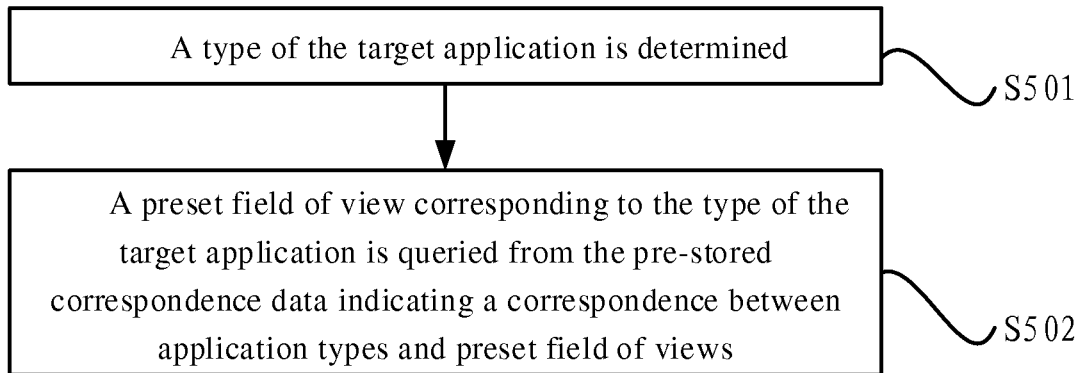 A type of the target application is determined
S501
A preset field of view corresponding to the type of the
target application is queried from the pre-stored
correspondence data indicating a correspondence between
application types and preset field of views
S502